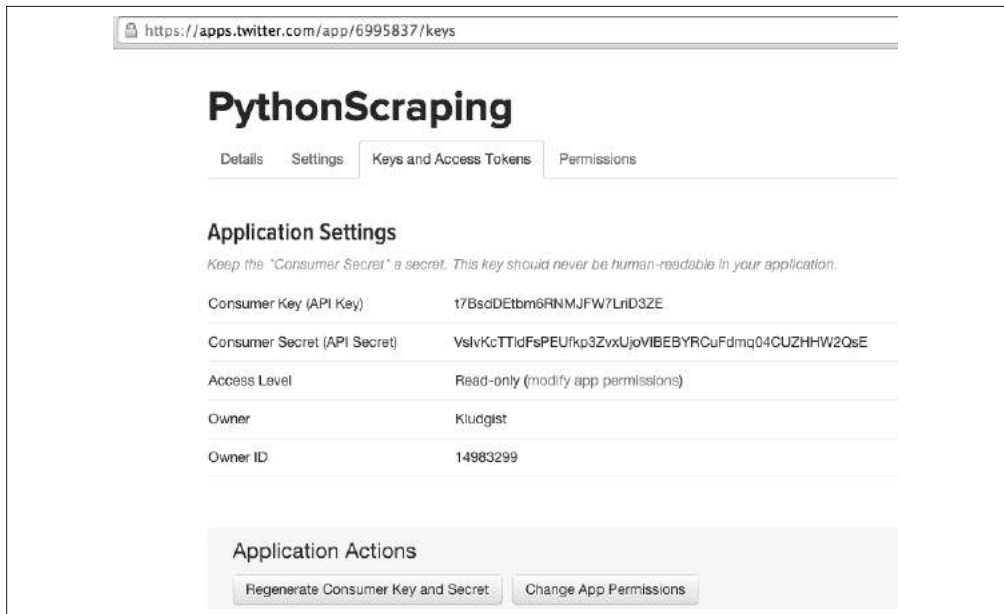 https://apps.twitter.com/app/6995837/keys
PythonScraping
Details Settings Keys and Access Tokens Permissions
Application Settings
Keep the "Consumer Secret" a secret. This key should never be human-readable in your application.
Consumer Key (API Key) t7BsdDEtbm6RNMJFW7LriD3ZE
Consumer Secret (API Secret)
Access Level Read-only (modify app permissions)
Owner Kludgist
Owner ID 14983299
Application Actions
Regenerate Consumer Key and Secret Change App Permissions